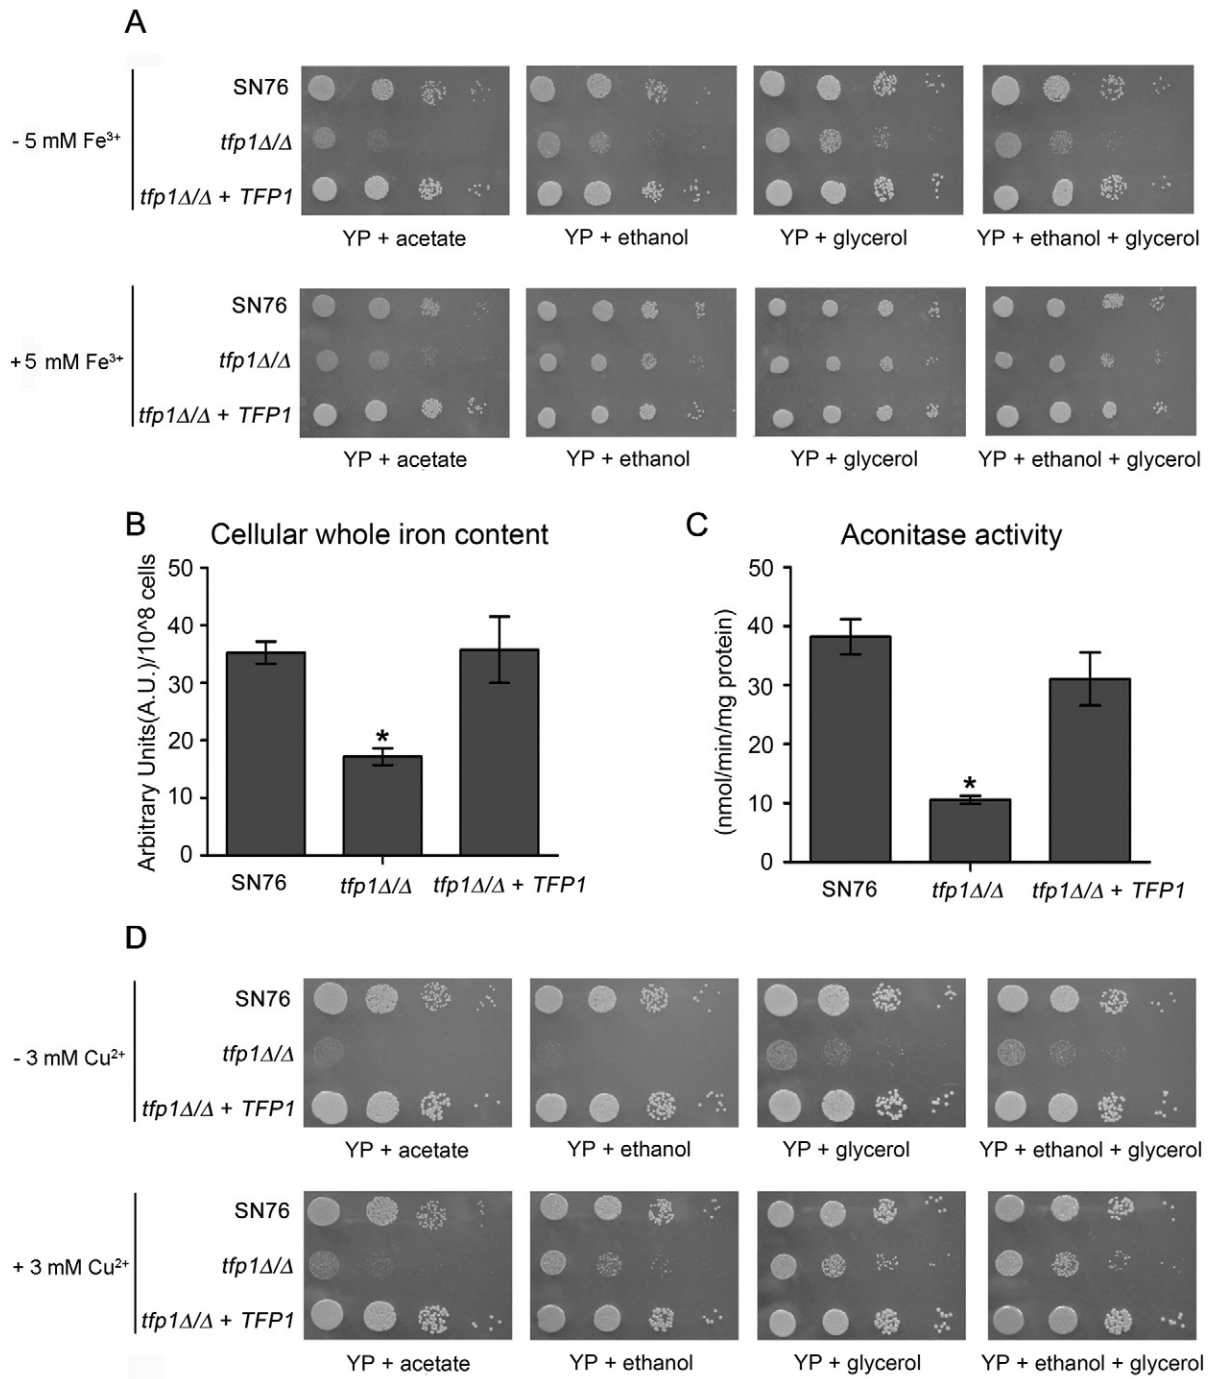 A
- 5 mM Fe³⁺
SN76
tfp1Δ/Δ
tfp1Δ/Δ + TFP1
YP + acetate
YP + ethanol
YP + glycerol
YP + ethanol + glycerol
+ 5 mM Fe³⁺
SN76
tfp1Δ/Δ
tfp1Δ/Δ + TFP1
YP + acetate
YP + ethanol
YP + glycerol
YP + ethanol + glycerol
B
Cellular whole iron content
Arbitrary Units(A.U.)/10^8 cells
50
40
30
20
10
0
*
SN76
tfp1Δ/Δ
tfp1Δ/Δ + TFP1
C
Aconitase activity
(nmol/min/mg protein)
50
40
30
20
10
0
*
SN76
tfp1Δ/Δ
tfp1Δ/Δ + TFP1
D
- 3 mM Cu²⁺
SN76
tfp1Δ/Δ
tfp1Δ/Δ + TFP1
YP + acetate
YP + ethanol
YP + glycerol
YP + ethanol + glycerol
+ 3 mM Cu²⁺
SN76
tfp1Δ/Δ
tfp1Δ/Δ + TFP1
YP + acetate
YP + ethanol
YP + glycerol
YP + ethanol + glycerol